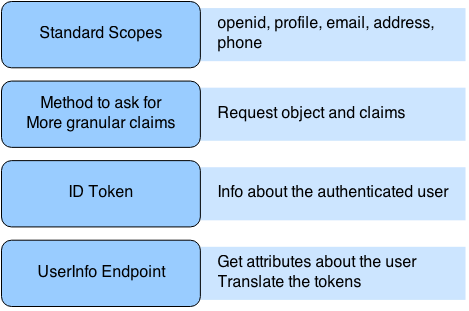 Standard Scopes
openid, profile, email, address,
phone
Method to ask for
More granular claims
Request object and claims
ID Token
Info about the authenticated user
UserInfo Endpoint
Get attributes about the user
Translate the tokens